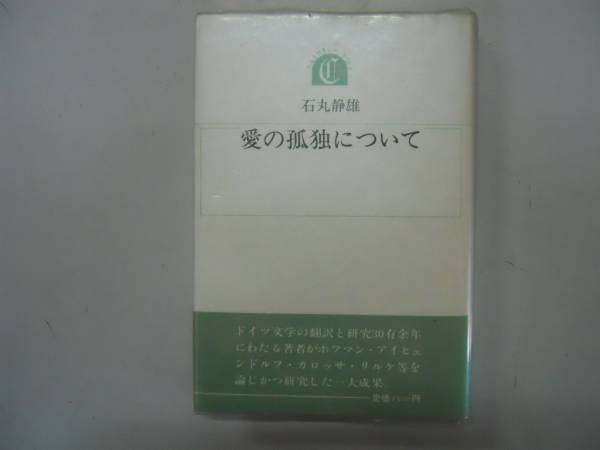 C
石丸静雄
愛の孤独について
ドイツ文学の翻訳と研究30有余年
にわたる著者がホフマン・アイヒェ
ンドルフ・カロッサ・リルケ等を
論じかつ研究した一大成果
定価 円